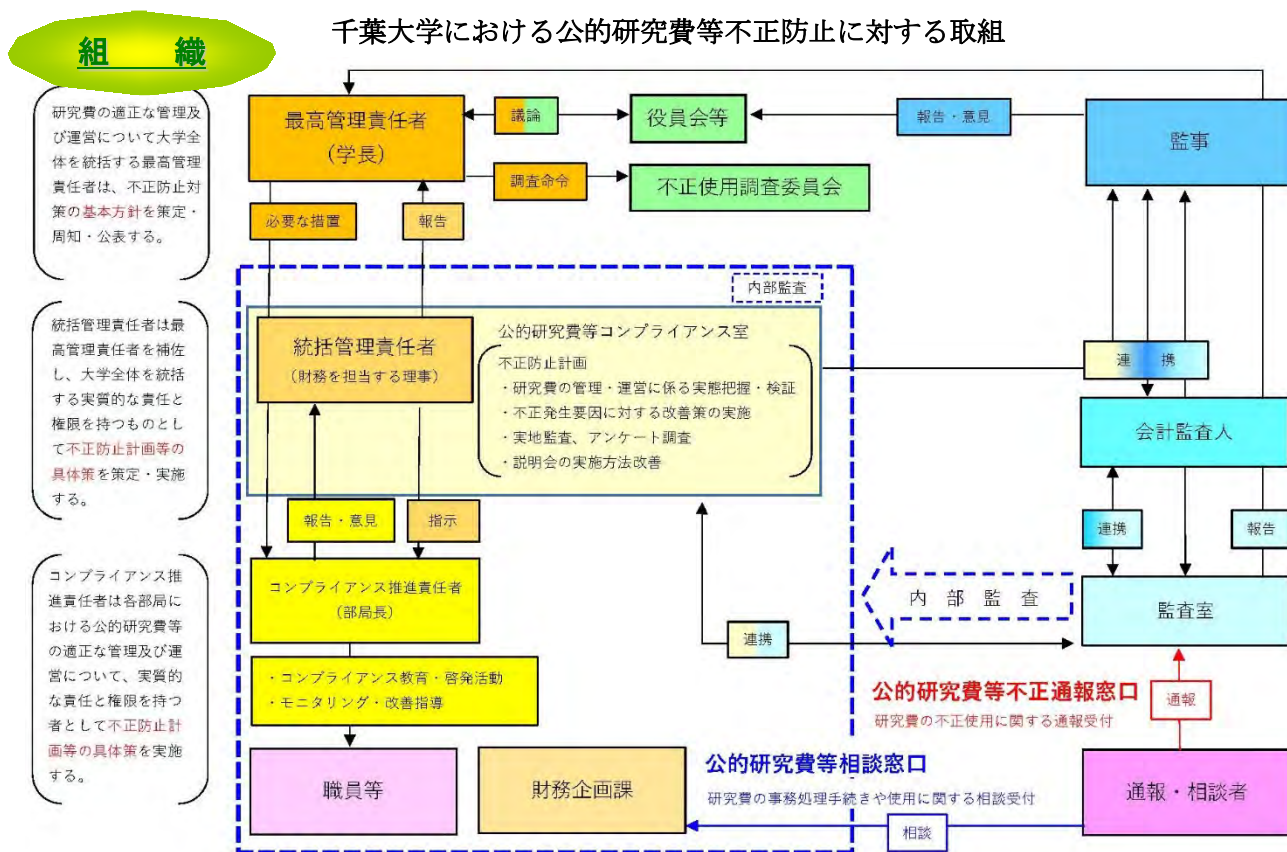 組　織
千葉大学における公的研究費等不正防止に対する取組
研究費の適正な管理及
び運営について大学全
体を統括する最高管理
責任者は、不正防止対
策の基本方針を策定・
周知・公表する。
最高管理責任者
(学長)
議論
役員会等
報告・意見
監事
調査命令
不正使用調査委員会
必要な措置
報告
内部監査
統括管理責任者は最
高管理責任者を補佐
し、大学全体を統括
する実質的な責任と
権限を持つものとし
て不正防止計画等の
具体策を策定・実施
する。
統括管理責任者
(財務を担当する理事)
公的研究費等コンプライアンス室
不正防止計画
・研究費の管理・運営に係る実態把握・検証
・不正発生要因に対する改善策の実施
・実地監査、アンケート調査
・説明会の実施方法改善
連　携
会計監査人
報告・意見
指示
連携
報告
コンプライアンス推
進責任者は各部局に
おける公的研究費等
の適正な管理及び運
営について、実質的
な責任と権限を持つ
者として不正防止計
画等の具体策を実施
する。
コンプライアンス推進責任者
(部局長)
内 部 監 査
監査室
連携
・コンプライアンス教育・啓発活動
・モニタリング・改善指導
公的研究費等不正通報窓口
研究費の不正使用に関する通報受付
通報
職員等
財務企画課
公的研究費等相談窓口
研究費の事務処理手続きや使用に関する相談受付
相談
通報・相談者